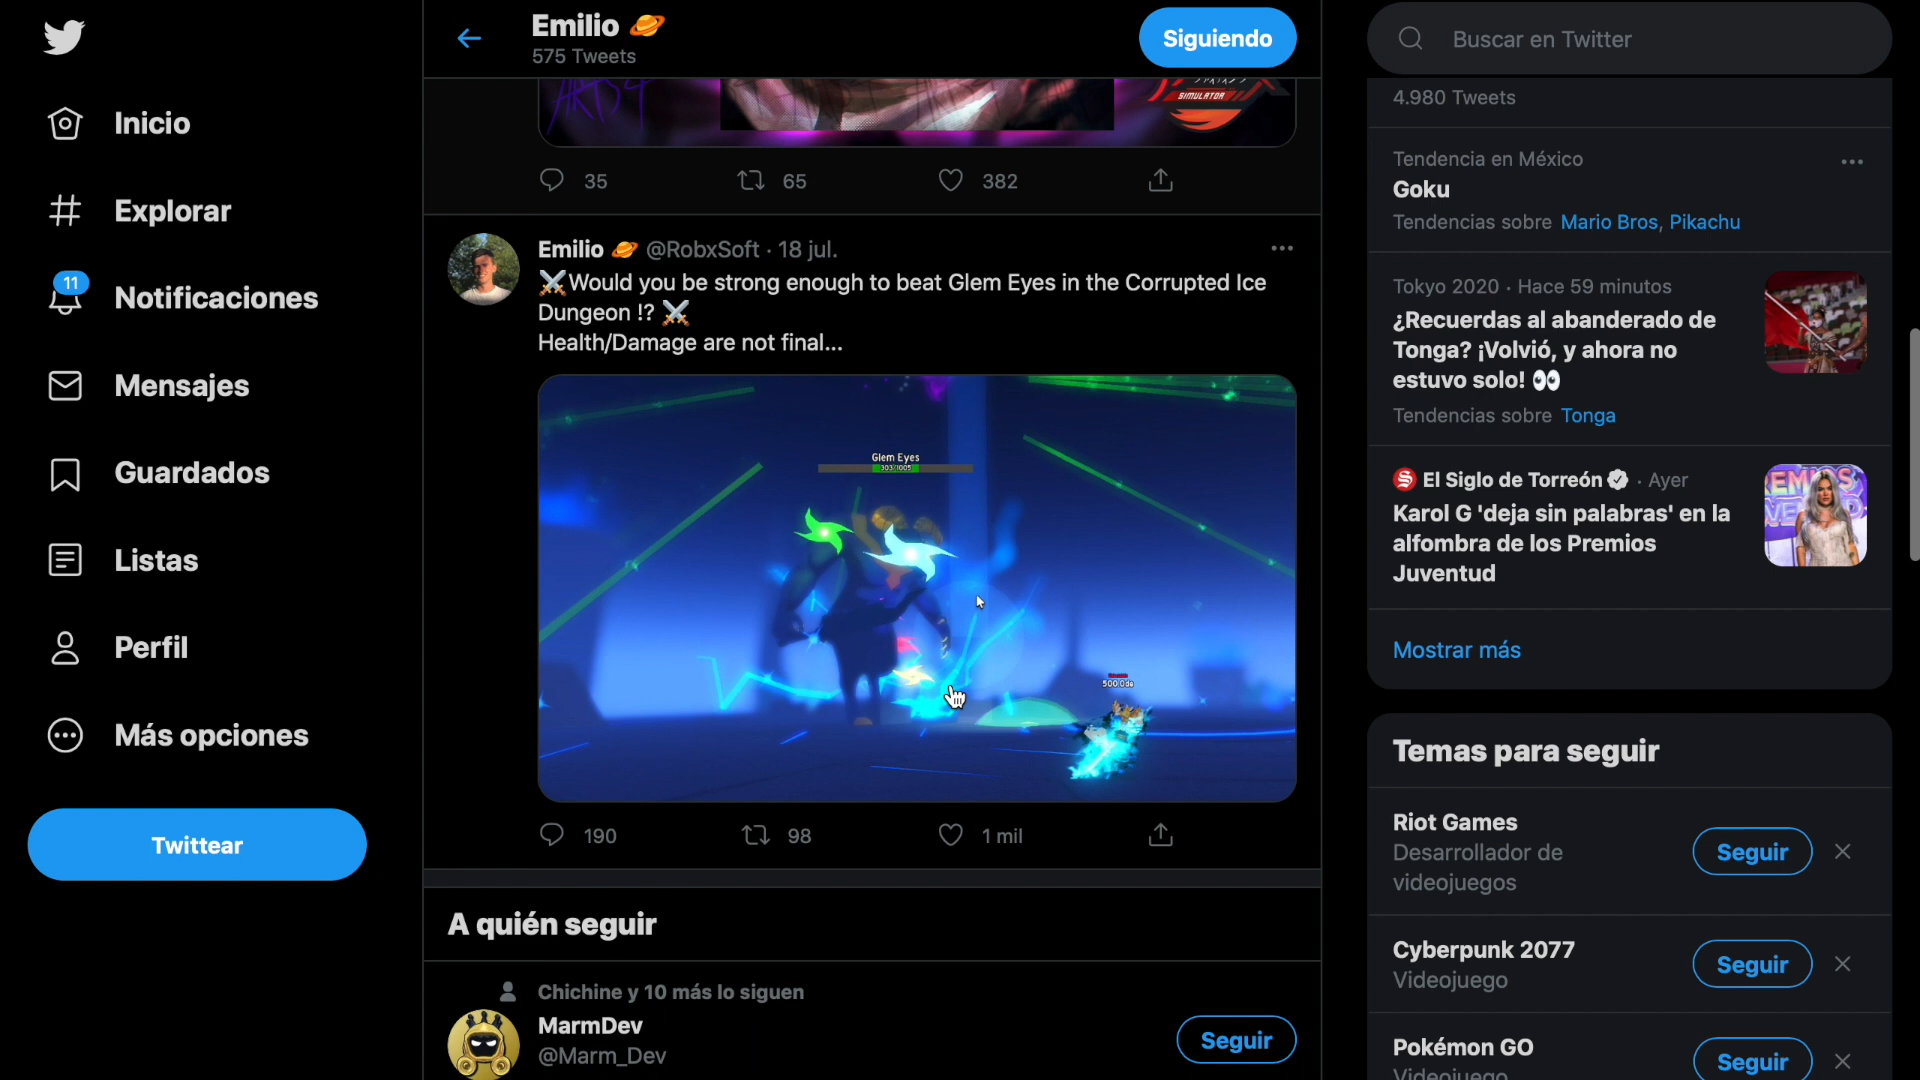 Inicio
Explorar
11
Notificaciones
Mensajes
Guardados
Listas
Perfil
Más opciones
Twittear
Emilio 🪐
575 Tweets
Siguiendo
SIMULATOR
35
65
382
Emilio 🪐 @RobxSoft · 18 jul.
⚔️Would you be strong enough to beat Glem Eyes in the Corrupted Ice
Dungeon !? ⚔️
Health/Damage are not final...
Glem Eyes
303/1005
190
98
1 mil
A quién seguir
Chichine y 10 más lo siguen
MarmDev
@Marm_Dev
Seguir
Buscar en Twitter
4.980 Tweets
Tendencia en México
Goku
Tendencias sobre Mario Bros, Pikachu
Tokyo 2020 · Hace 59 minutos
¿Recuerdas al abanderado de
Tonga? ¡Volvió, y ahora no
estuvo solo! 👀
Tendencias sobre Tonga
El Siglo de Torreón · Ayer
Karol G 'deja sin palabras' en la
alfombra de los Premios
Juventud
Mostrar más
Temas para seguir
Riot Games
Desarrollador de
videojuegos
Seguir
Cyberpunk 2077
Videojuego
Seguir
Pokémon GO
Videojuego
Seguir